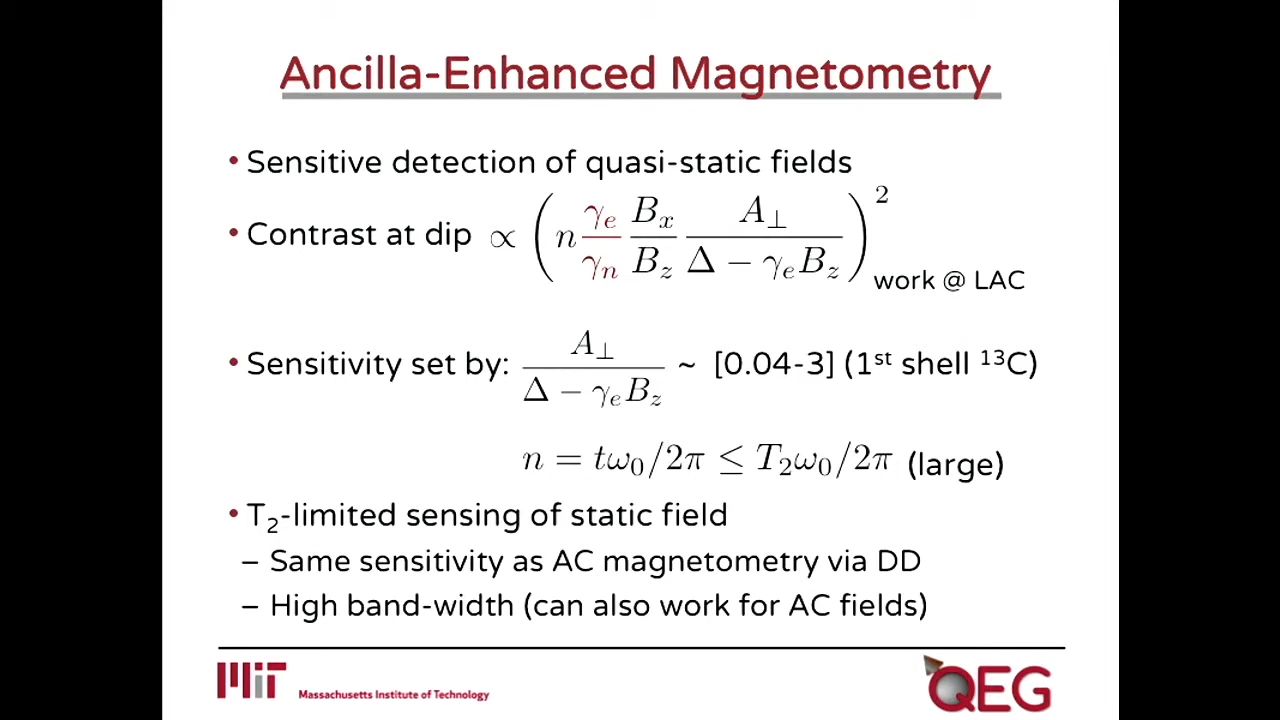 Ancilla-Enhanced Magnetometry
• Sensitive detection of quasi-static fields
• Contrast at dip ∝ (n γₑ/γₙ Bₓ/B_z A⊥/(Δ − γₑB_z))²
work @ LAC
• Sensitivity set by: A⊥/(Δ − γₑB_z) ~ [0.04-3] (1ˢᵗ shell ¹³C)
n = tω₀/2π ≤ T₂ω₀/2π (large)
• T₂-limited sensing of static field
– Same sensitivity as AC magnetometry via DD
– High band-width (can also work for AC fields)
MIT Massachusetts Institute of Technology
QEG